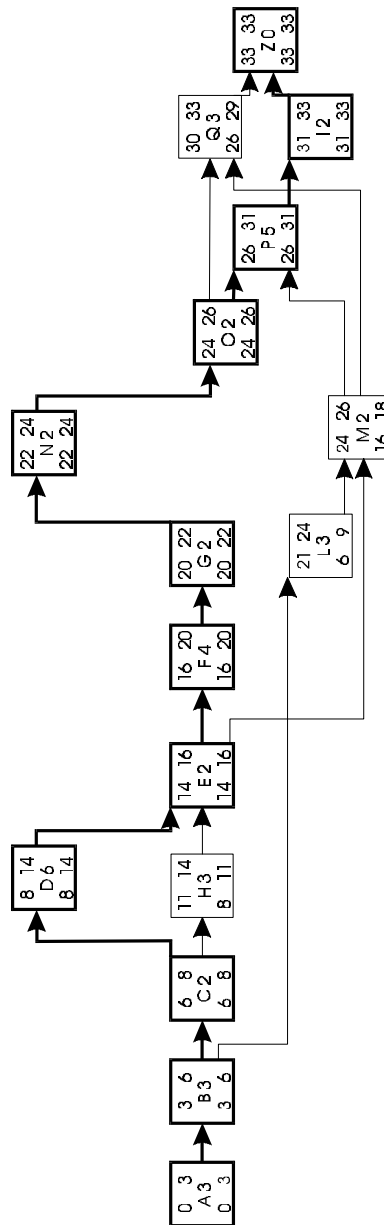 0 3
A 3
0 3
3 6
B 3
3 6
6 8
C 2
6 8
8 14
D 6
8 14
11 14
H 3
8 11
14 16
E 2
14 16
16 20
F 4
16 20
20 22
G 2
20 22
22 24
N 2
22 24
21 24
L 3
6 9
24 26
O 2
24 26
24 26
M 2
16 18
26 31
P 5
26 31
30 33
Q 3
26 29
31 33
I 2
31 33
33 33
Z 0
33 33